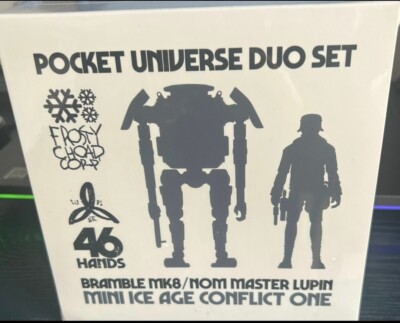 POCKET UNIVERSE DUO SET
FROSTY
CHOAD
CORP
46
HANDS
BRAMBLE MK8/NOM MASTER LUPIN
MINI ICE AGE CONFLICT ONE